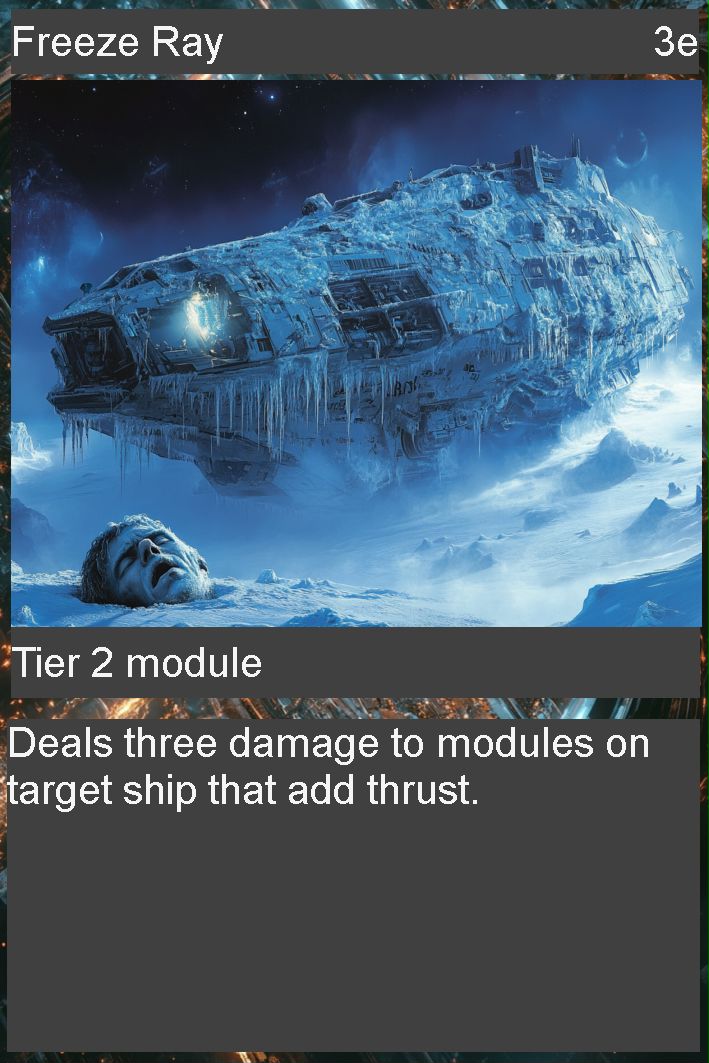 Freeze Ray 3e
Tier 2 module
Deals three damage to modules on
target ship that add thrust.